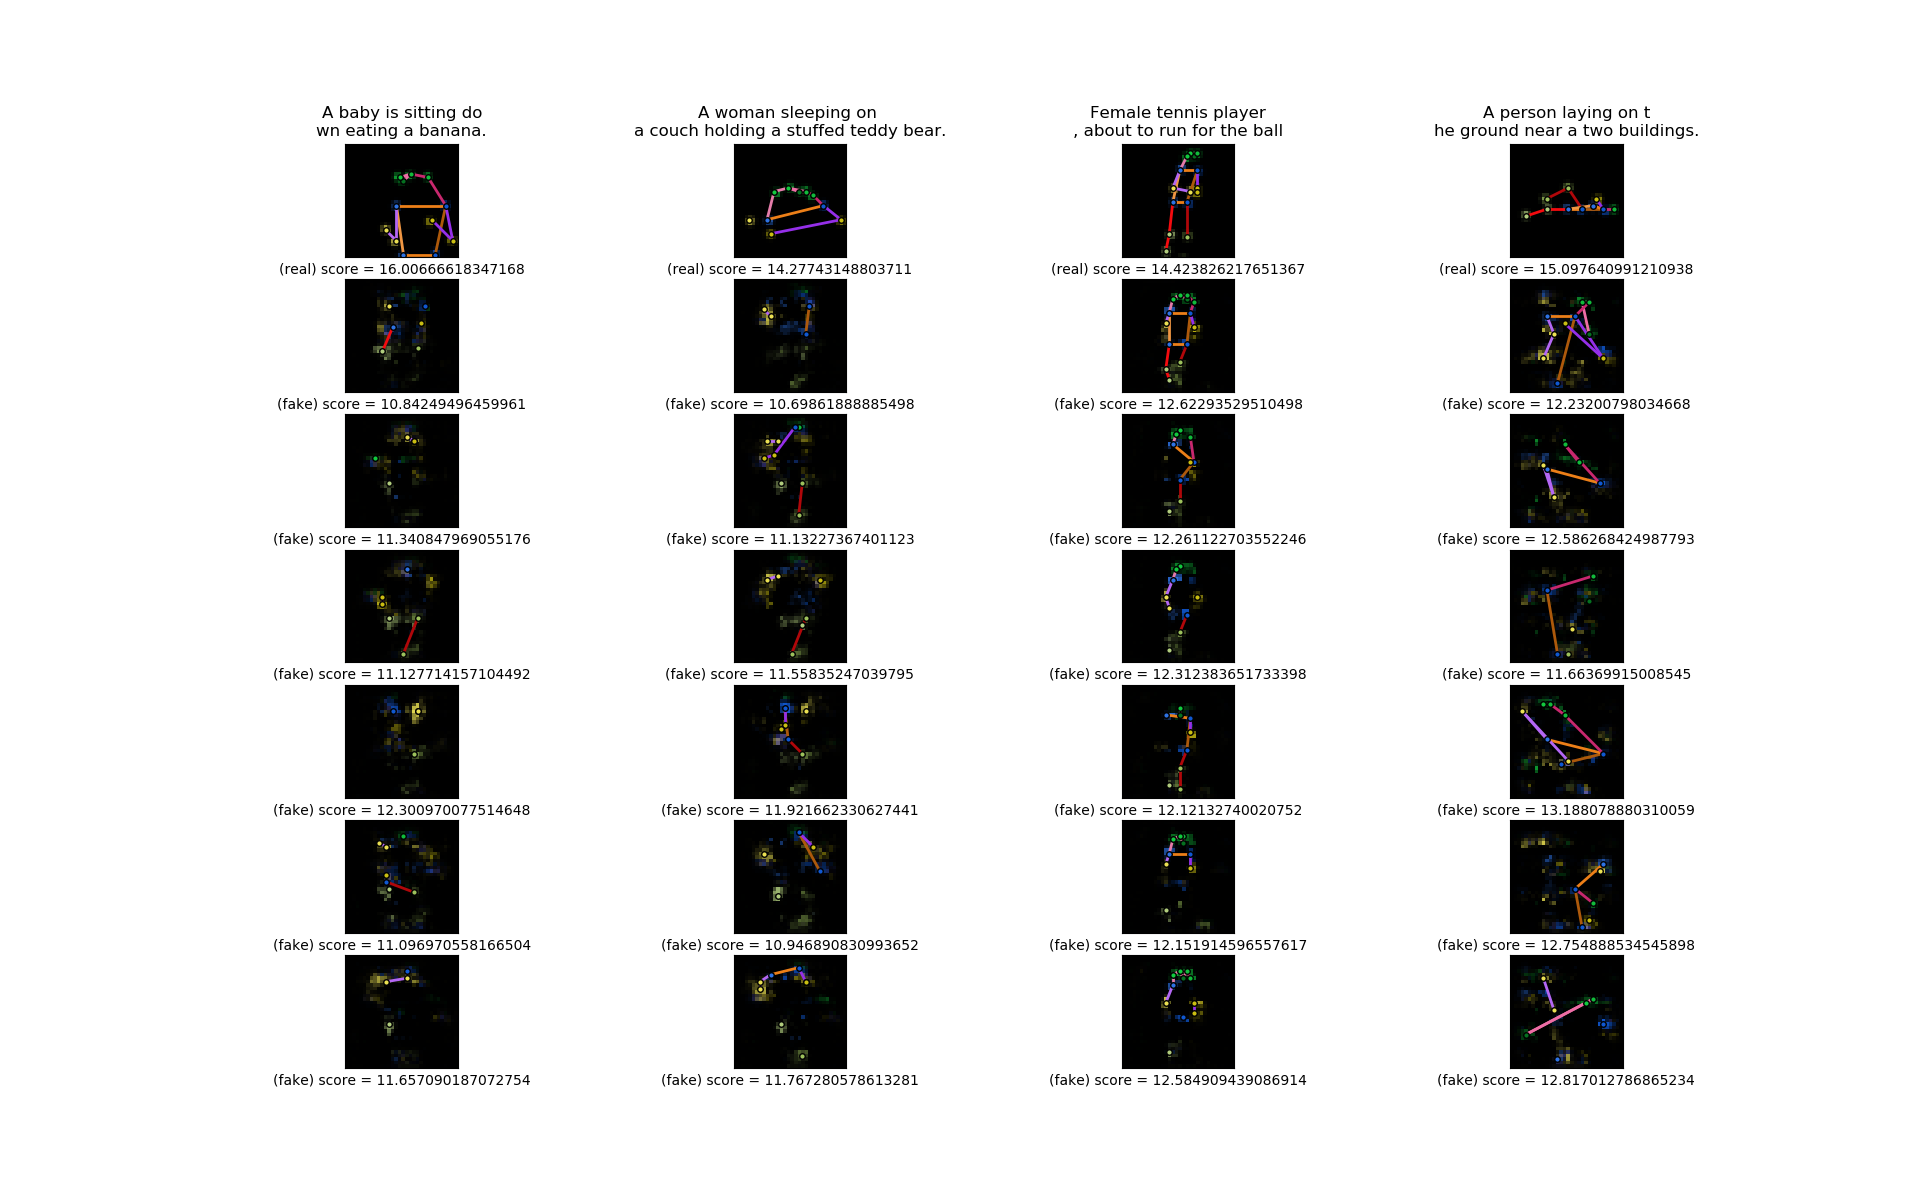 A baby is sitting do
wn eating a banana.
A woman sleeping on
a couch holding a stuffed teddy bear.
Female tennis player
, about to run for the ball
A person laying on t
he ground near a two buildings.
(real) score = 16.00666618347168
(real) score = 14.27743148803711
(real) score = 14.423826217651367
(real) score = 15.097640991210938
(fake) score = 10.84249496459961
(fake) score = 10.69861888885498
(fake) score = 12.62293529510498
(fake) score = 12.23200798034668
(fake) score = 11.340847969055176
(fake) score = 11.13227367401123
(fake) score = 12.261122703552246
(fake) score = 12.586268424987793
(fake) score = 11.127714157104492
(fake) score = 11.55835247039795
(fake) score = 12.312383651733398
(fake) score = 11.66369915008545
(fake) score = 12.300970077514648
(fake) score = 11.921662330627441
(fake) score = 12.12132740020752
(fake) score = 13.188078880310059
(fake) score = 11.096970558166504
(fake) score = 10.946890830993652
(fake) score = 12.151914596557617
(fake) score = 12.754888534545898
(fake) score = 11.657090187072754
(fake) score = 11.767280578613281
(fake) score = 12.584909439086914
(fake) score = 12.817012786865234